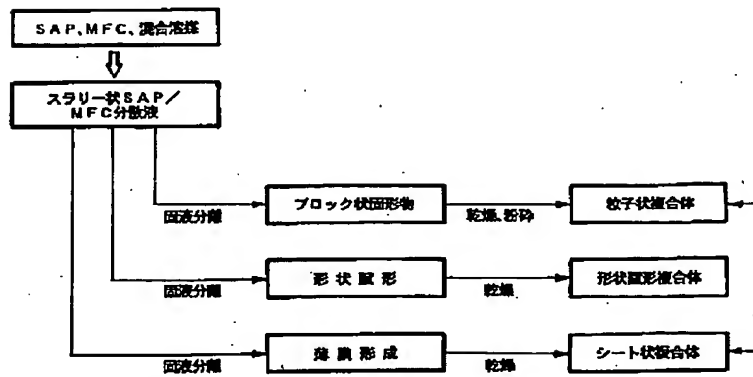 SAP、MFC、混合溶媒
スラリー状SAP／
MFC分散液
ブロック状固形物
粒子状複合体
固液分離
乾燥、粉砕
形状賦形
形状賦形複合体
固液分離
乾燥
薄膜形成
シート状複合体
固液分離
乾燥